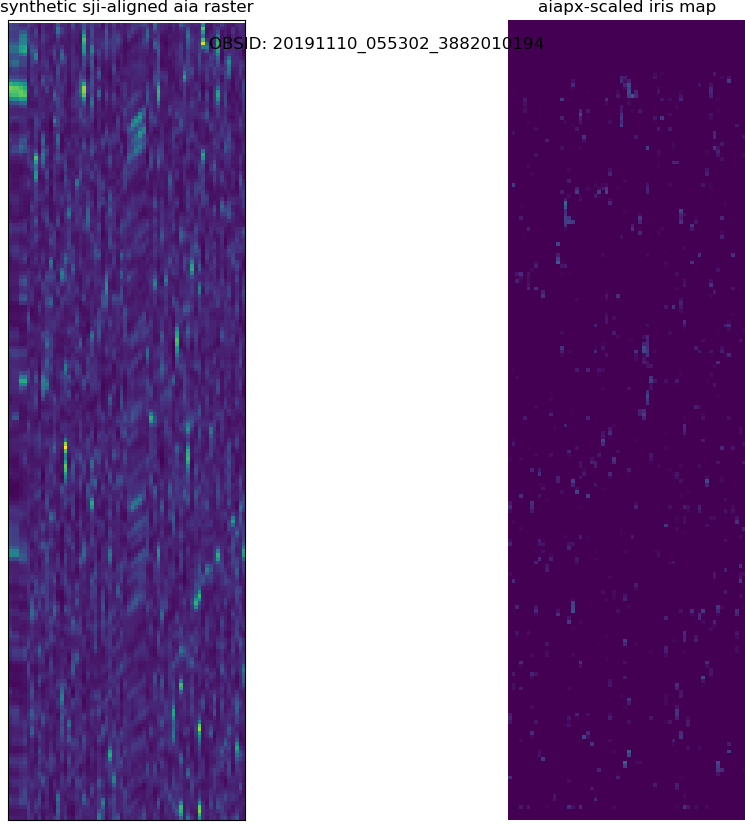 synthetic sji-aligned aia raster
aiapx-scaled iris map
OBSID: 20191110_055302_3882010194